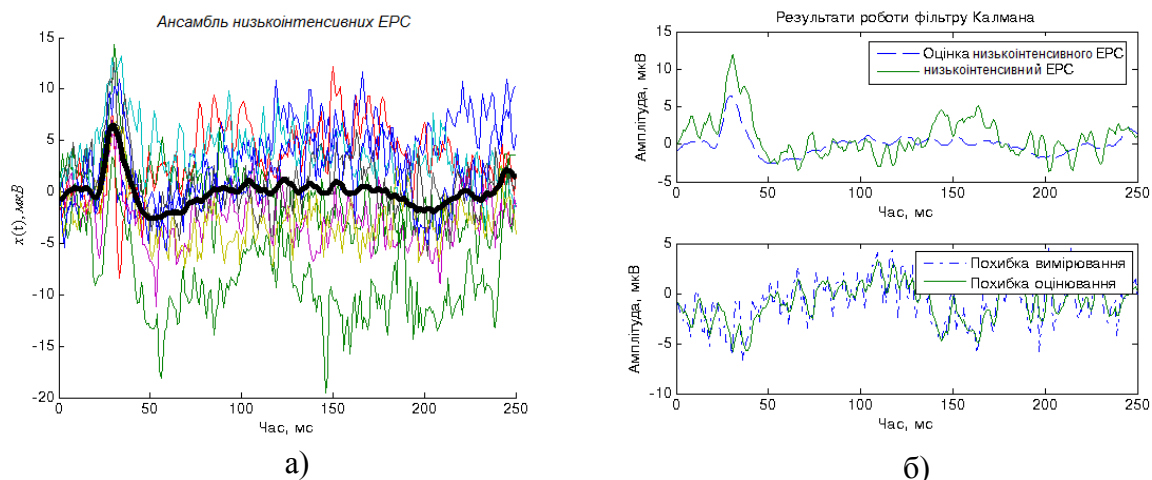 Ансамбль низькоінтенсивних ЕРС
15
10
5
0
-5
-10
-15
-20
x(t), мкВ
0
50
100
150
200
250
Час, мс
а)
Результати роботи фільтру Калмана
15
10
5
0
-5
Амплітуда, мкВ
Оцінка низькоінтенсивного ЕРС
низькоінтенсивний ЕРС
0
50
100
150
200
250
Час, мс
5
0
-5
-10
Амплітуда, мкВ
Похибка вимірювання
Похибка оцінювання
0
50
100
150
200
250
Час, мс
б)